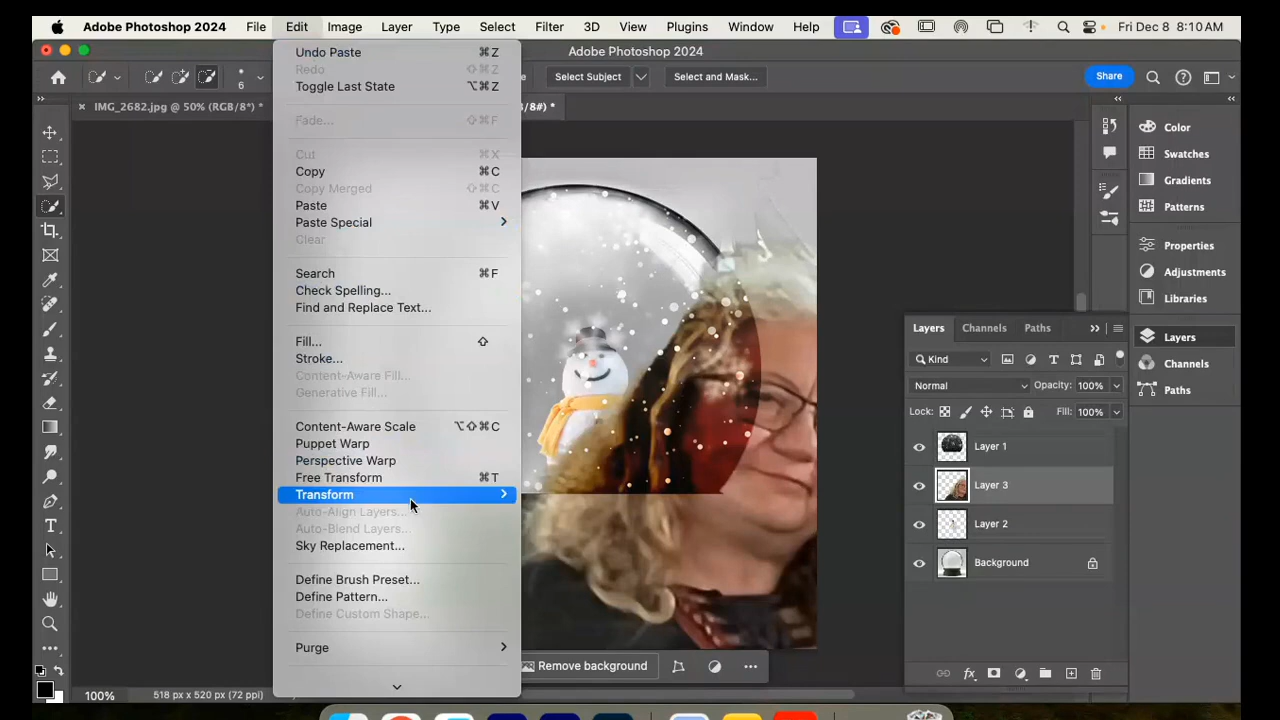 Adobe Photoshop 2024 File Edit Image Layer Type Select Filter 3D View Plugins Window Help Fri Dec 8 8:10 AM
Adobe Photoshop 2024
6 Select Subject Select and Mask... Share
IMG_2682.jpg @ 50% (RGB/8*) * /8#) *
Undo Paste ⌘Z
Redo ⇧⌘Z
Toggle Last State ⌥⌘Z
Fade... ⇧⌘F
Cut ⌘X
Copy ⌘C
Copy Merged ⇧⌘C
Paste ⌘V
Paste Special
Clear
Search ⌘F
Check Spelling...
Find and Replace Text...
Fill...
Stroke...
Content-Aware Fill...
Generative Fill...
Content-Aware Scale ⌥⇧⌘C
Puppet Warp
Perspective Warp
Free Transform ⌘T
Transform
Auto-Align Layers...
Auto-Blend Layers...
Sky Replacement...
Define Brush Preset...
Define Pattern...
Define Custom Shape...
Purge
Remove background
Color
Swatches
Gradients
Patterns
Properties
Adjustments
Libraries
Layers
Channels
Paths
Layers Channels Paths
Kind
Normal Opacity: 100%
Lock: Fill: 100%
Layer 1
Layer 3
Layer 2
Background
100% 518 px x 520 px (72 ppi)